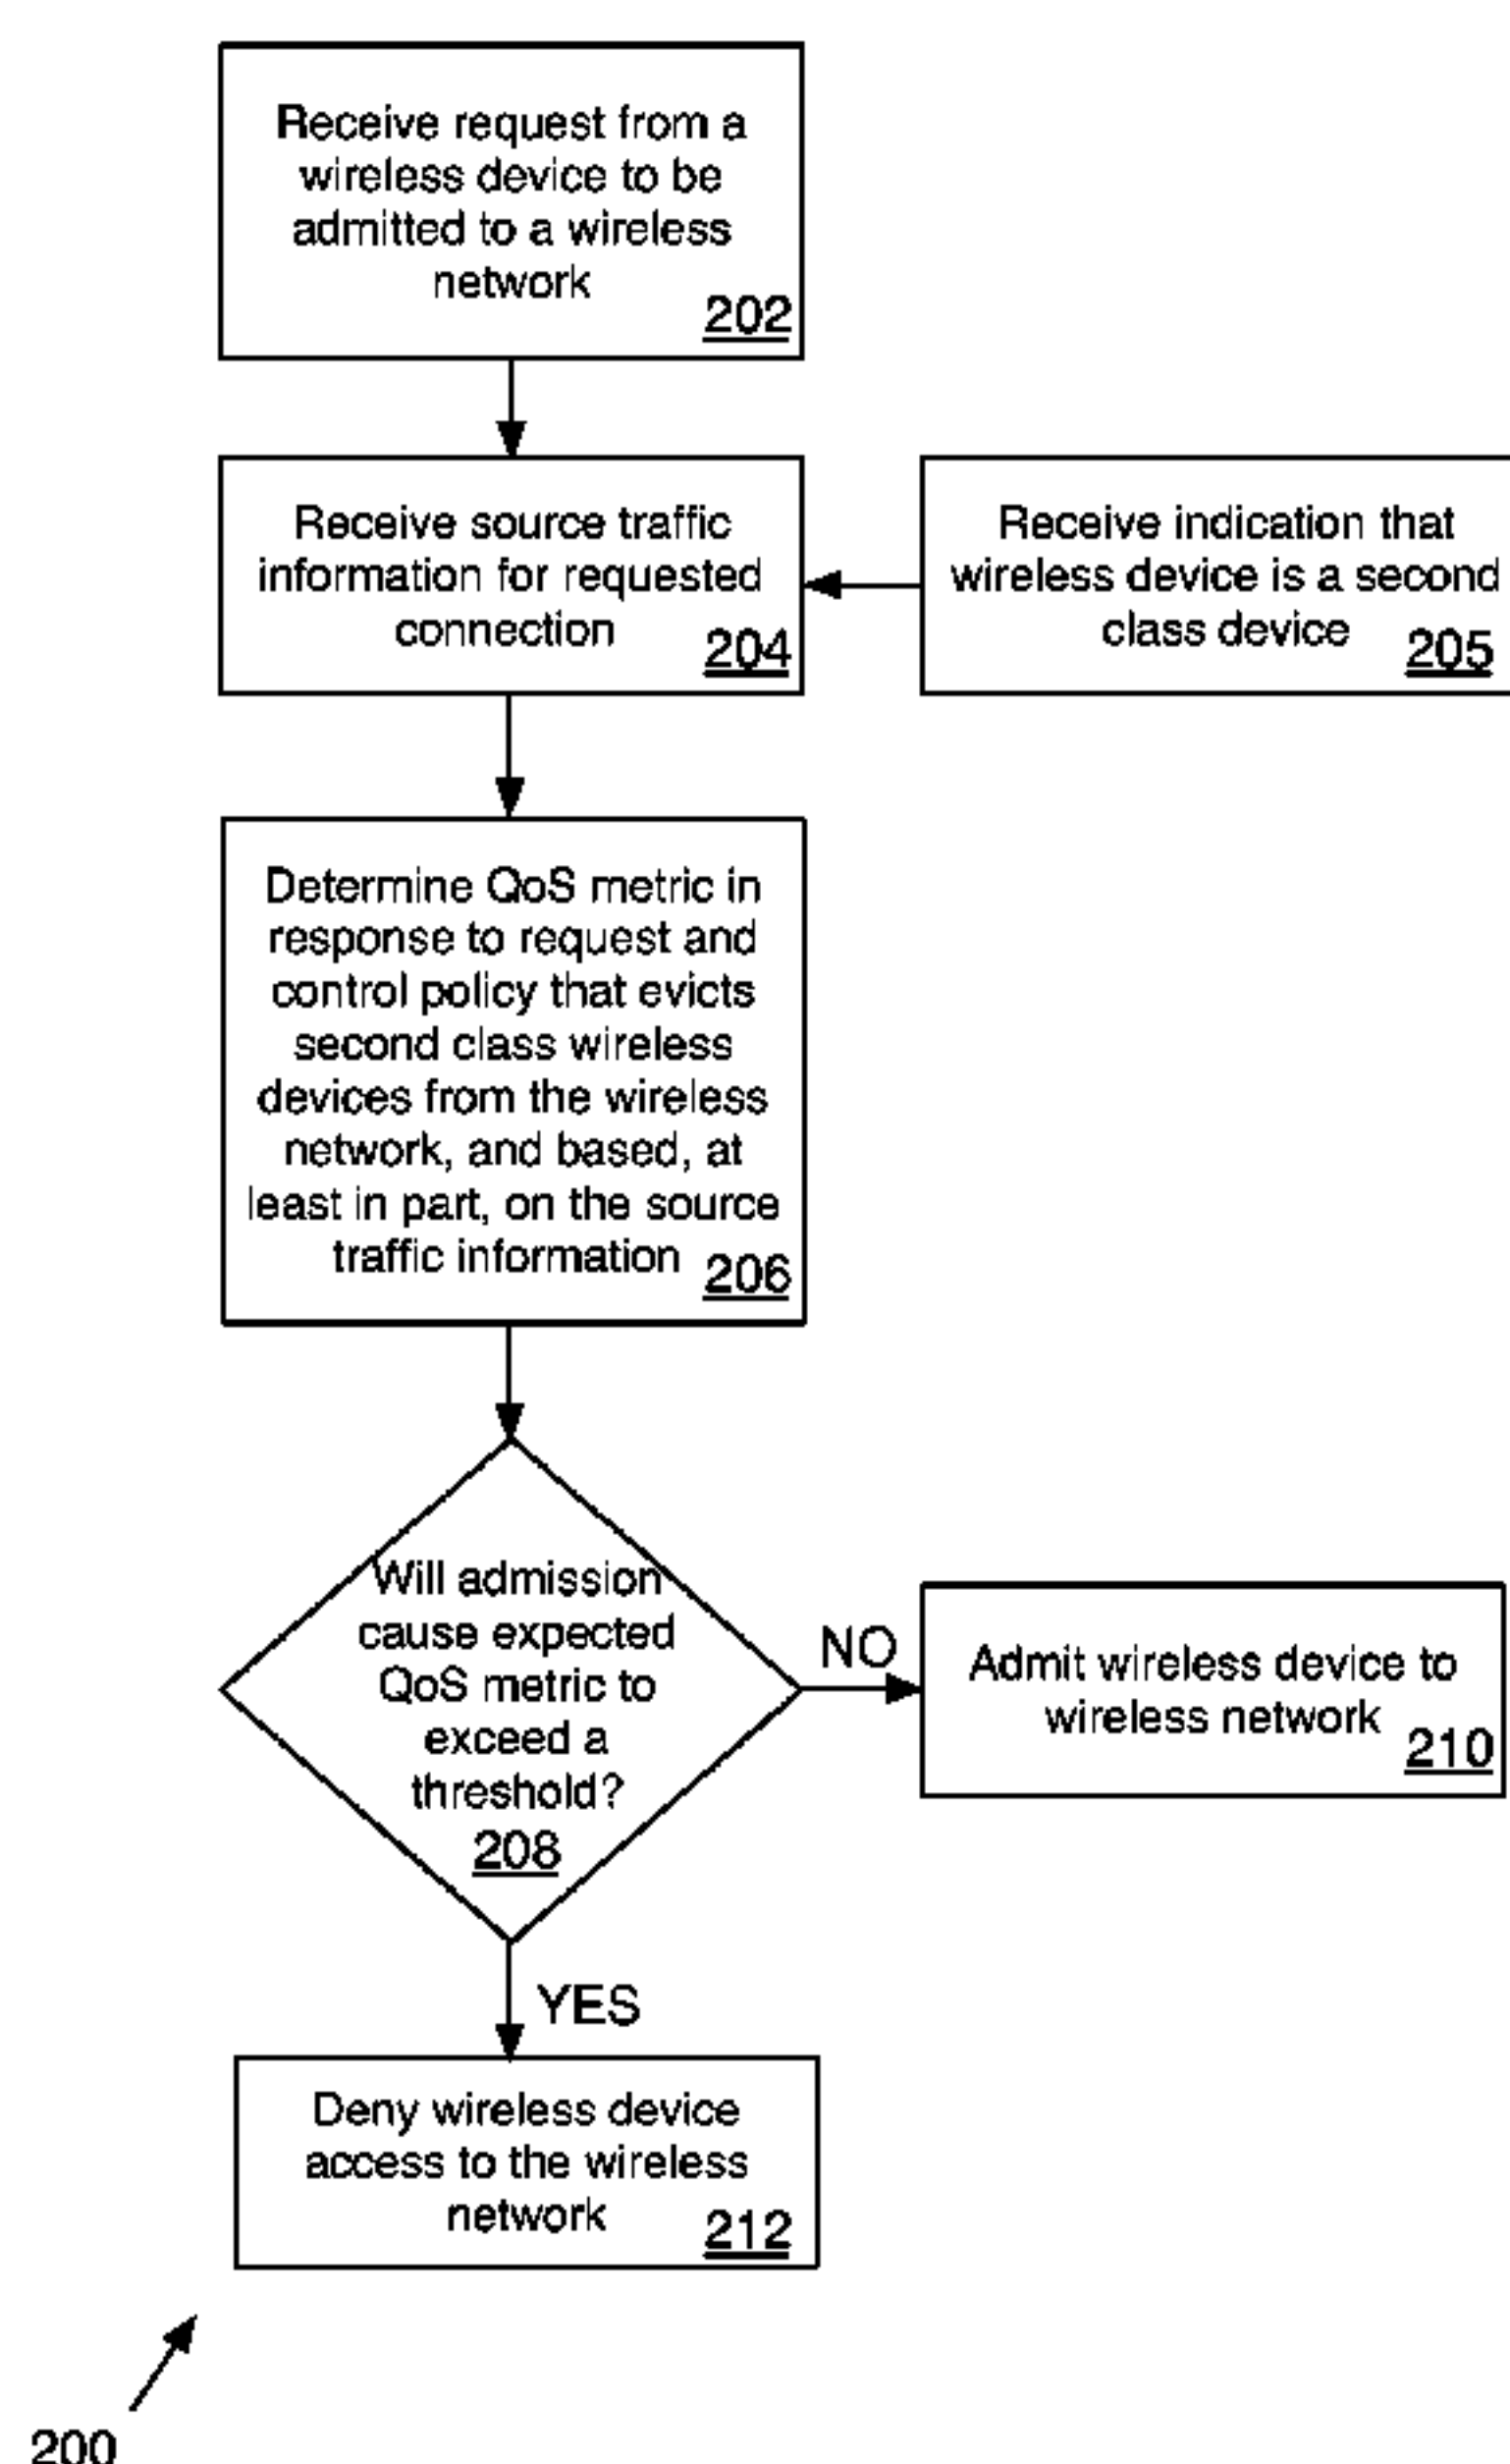 Receive request from a
wireless device to be
admitted to a wireless
network
202
Receive source traffic
information for requested
connection
204
Receive indication that
wireless device is a second
class device
205
Determine QoS metric in
response to request and
control policy that evicts
second class wireless
devices from the wireless
network, and based, at
least in part, on the source
traffic information
206
Will admission
cause expected
QoS metric to
exceed a
threshold?
208
NO
Admit wireless device to
wireless network
210
YES
Deny wireless device
access to the wireless
network
212
200